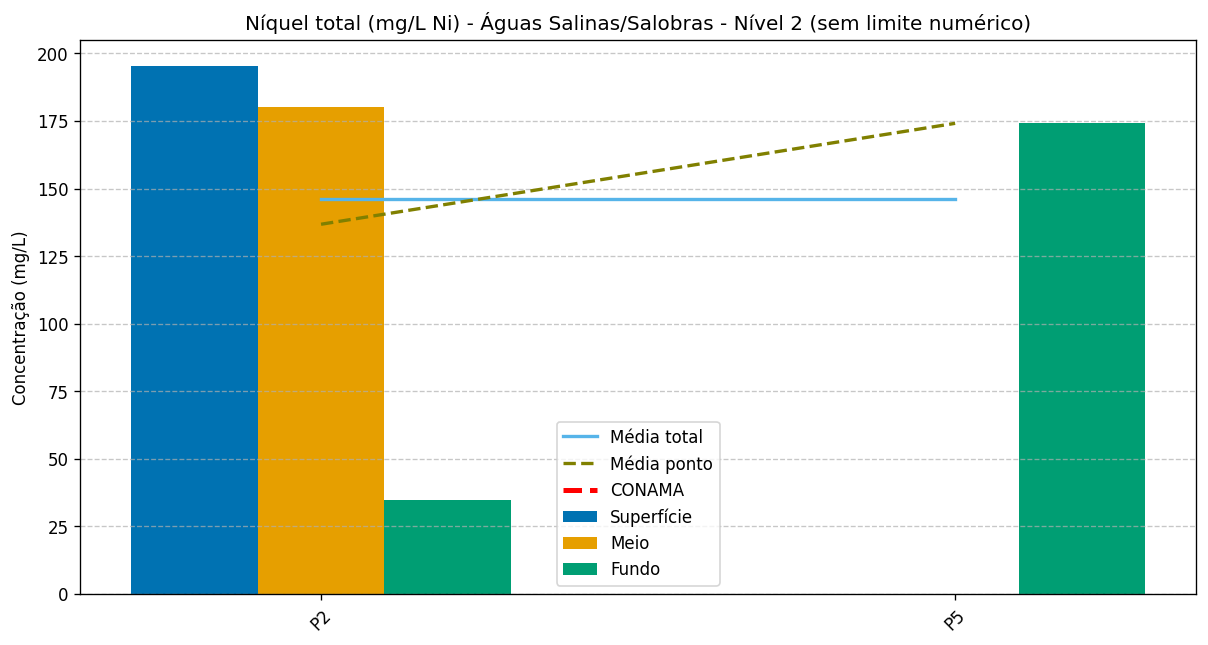 Níquel total (mg/L Ni) - Águas Salinas/Salobras - Nível 2 (sem limite numérico)
Concentração (mg/L)
200
175
150
125
100
75
50
25
0
Média total
Média ponto
CONAMA
Superfície
Meio
Fundo
P2
P5